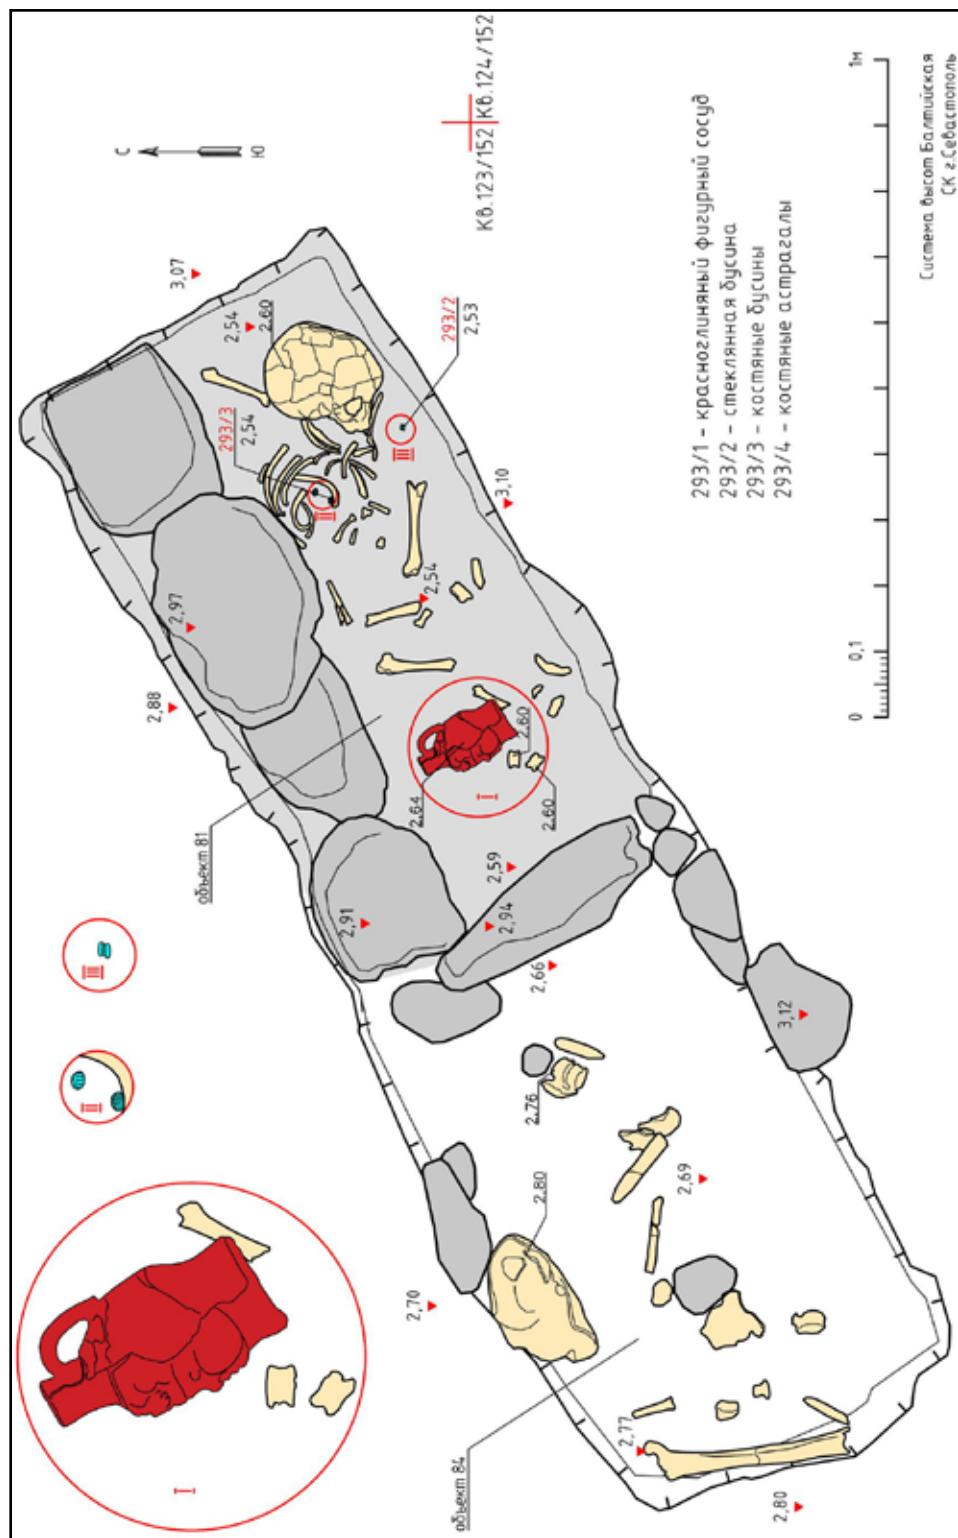 С
Ю
Кв.123/152
Кв.124/152
3,07
2,54
2.60
293/2
2,53
293/3
2,54
III
II
3,10
2,54
2,97
2,88
293/1 – красноглиняный фигурный сосуд
293/2 – стеклянная бусина
293/3 – костяные бусины
293/4 – костяные астрагалы
0
0,1
1м
Система высот Балтийская
СК г.Севастополь
2.60
2.64
I
2.60
объект 81
2,59
2,91
2,94
2,66
3,12
III
II
2.76
2,69
2,80
2,70
I
2,77
объект 84
2,80